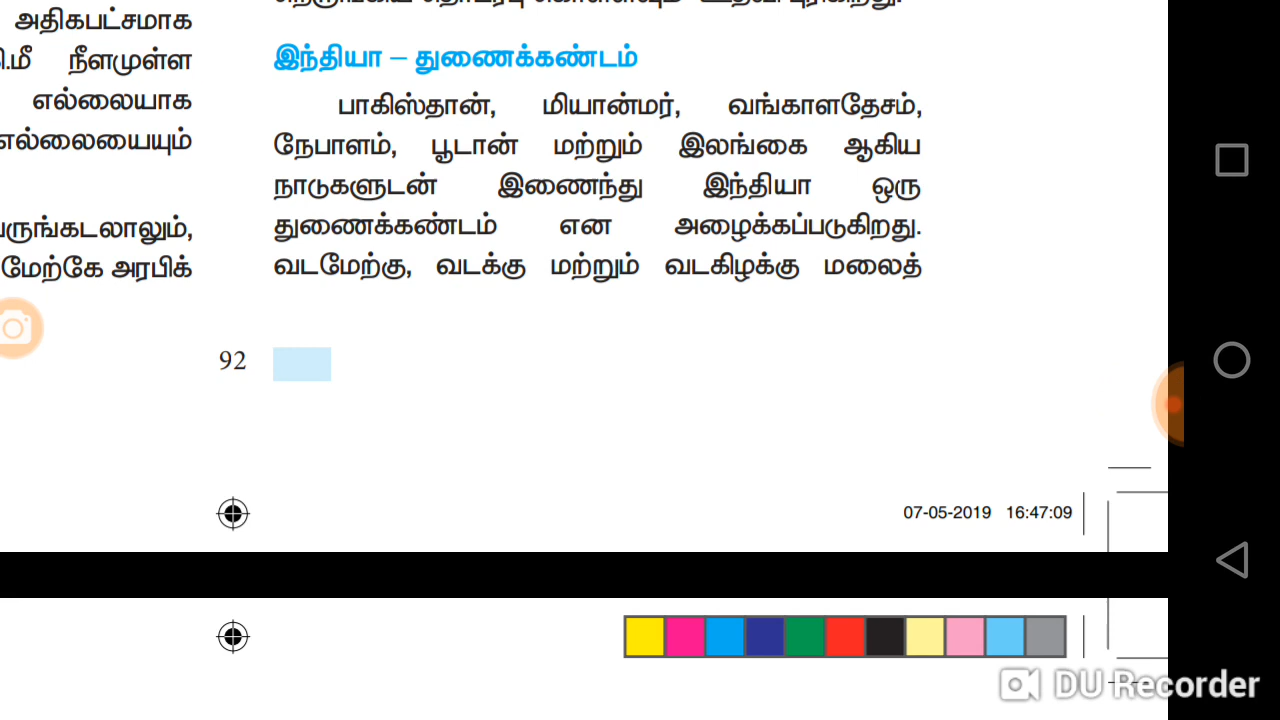 அதிகபட்சமாக
நீளமுள்ள
எல்லையாக
எல்லையையும்
மேற்கே அரபிக்
இந்தியா – துணைக்கண்டம்
பாகிஸ்தான், மியான்மர், வங்காளதேசம்,
நேபாளம், பூடான் மற்றும் இலங்கை ஆகிய
நாடுகளுடன் இணைந்து இந்தியா ஒரு
துணைக்கண்டம் என அழைக்கப்படுகிறது.
வடமேற்கு, வடக்கு மற்றும் வடகிழக்கு மலைத்
92
07-05-2019 16:47:09
DU Recorder